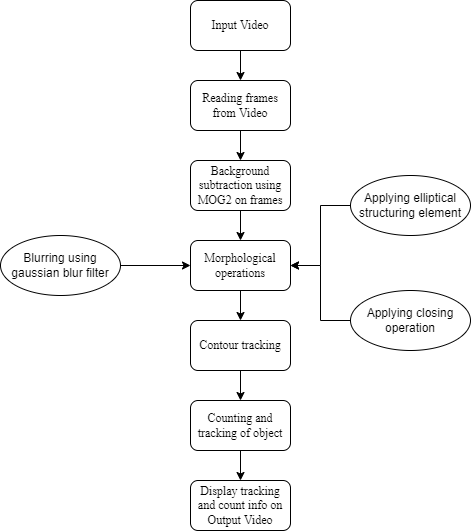 Input Video
Reading frames
from Video
Background
subtraction using
MOG2 on frames
Applying elliptical
structuring element
Blurring using
gaussian blur filter
Morphological
operations
Applying closing
operation
Contour tracking
Counting and
tracking of object
Display tracking
and count info on
Output Video